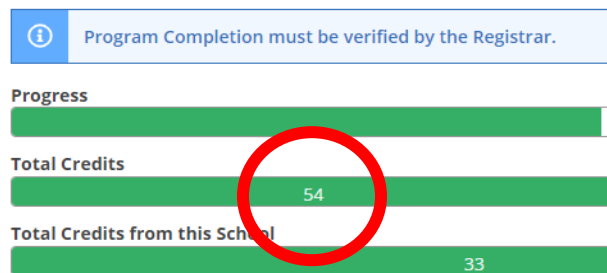 Program Completion must be verified by the Registrar.
Progress
Total Credits
54
Total Credits from this School
33